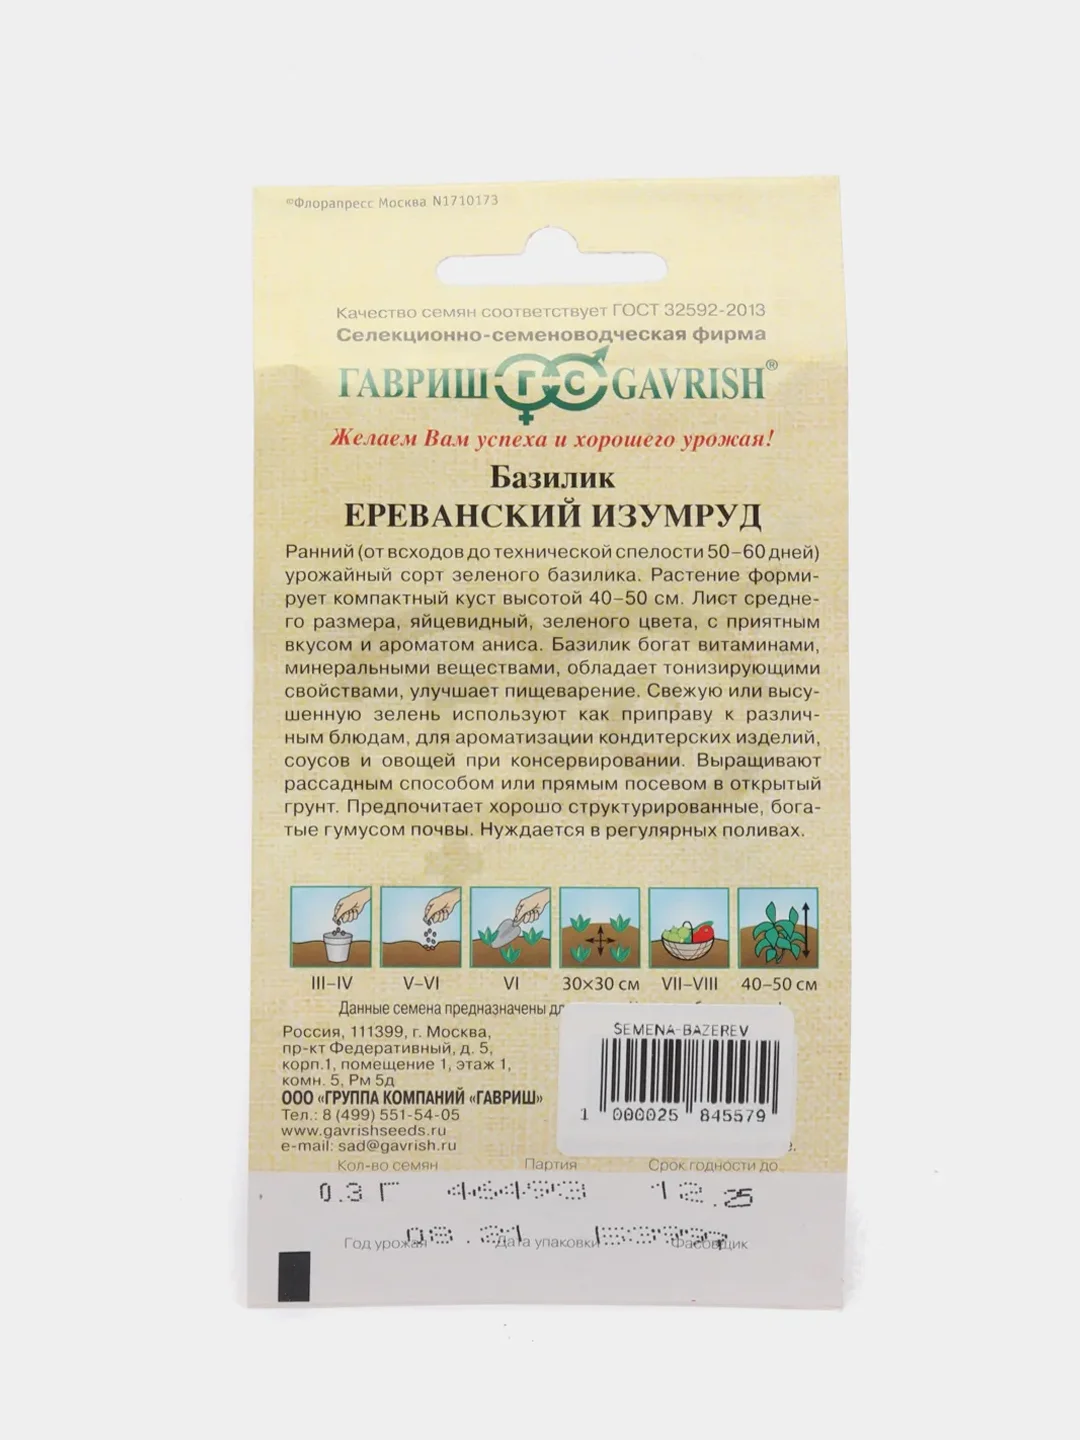 ©Флорапресс Москва N1710173
Качество семян соответствует ГОСТ 32592-2013
Селекционно-семеноводческая фирма
ГАВРИШ ГС GAVRISH®
Желаем Вам успеха и хорошего урожая!
Базилик
ЕРЕВАНСКИЙ ИЗУМРУД
Ранний (от всходов до технической спелости 50–60 дней)
урожайный сорт зеленого базилика. Растение форми-
рует компактный куст высотой 40–50 см. Лист средне-
го размера, яйцевидный, зеленого цвета, с приятным
вкусом и ароматом аниса. Базилик богат витаминами,
минеральными веществами, обладает тонизирующими
свойствами, улучшает пищеварение. Свежую или высу-
шенную зелень используют как приправу к различ-
ным блюдам, для ароматизации кондитерских изделий,
соусов и овощей при консервировании. Выращивают
рассадным способом или прямым посевом в открытый
грунт. Предпочитает хорошо структурированные, бога-
тые гумусом почвы. Нуждается в регулярных поливах.
III–IV V–VI VI 30×30 см VII–VIII 40–50 см
Данные семена предназначены
Россия, 111399, г. Москва,
пр-кт Федеративный, д. 5,
корп.1, помещение 1, этаж 1,
комн. 5, Рм 5д
ООО «ГРУППА КОМПАНИЙ «ГАВРИШ»
Тел.: 8 (499) 551-54-05
www.gavrishseeds.ru
e-mail: sad@gavrish.ru
SEMENA-BAZEREV
1 000025 845579
Кол-во семян Партия Срок годности до
0.3 Г 12.25
Год урожая Дата упаковки Фасовщик